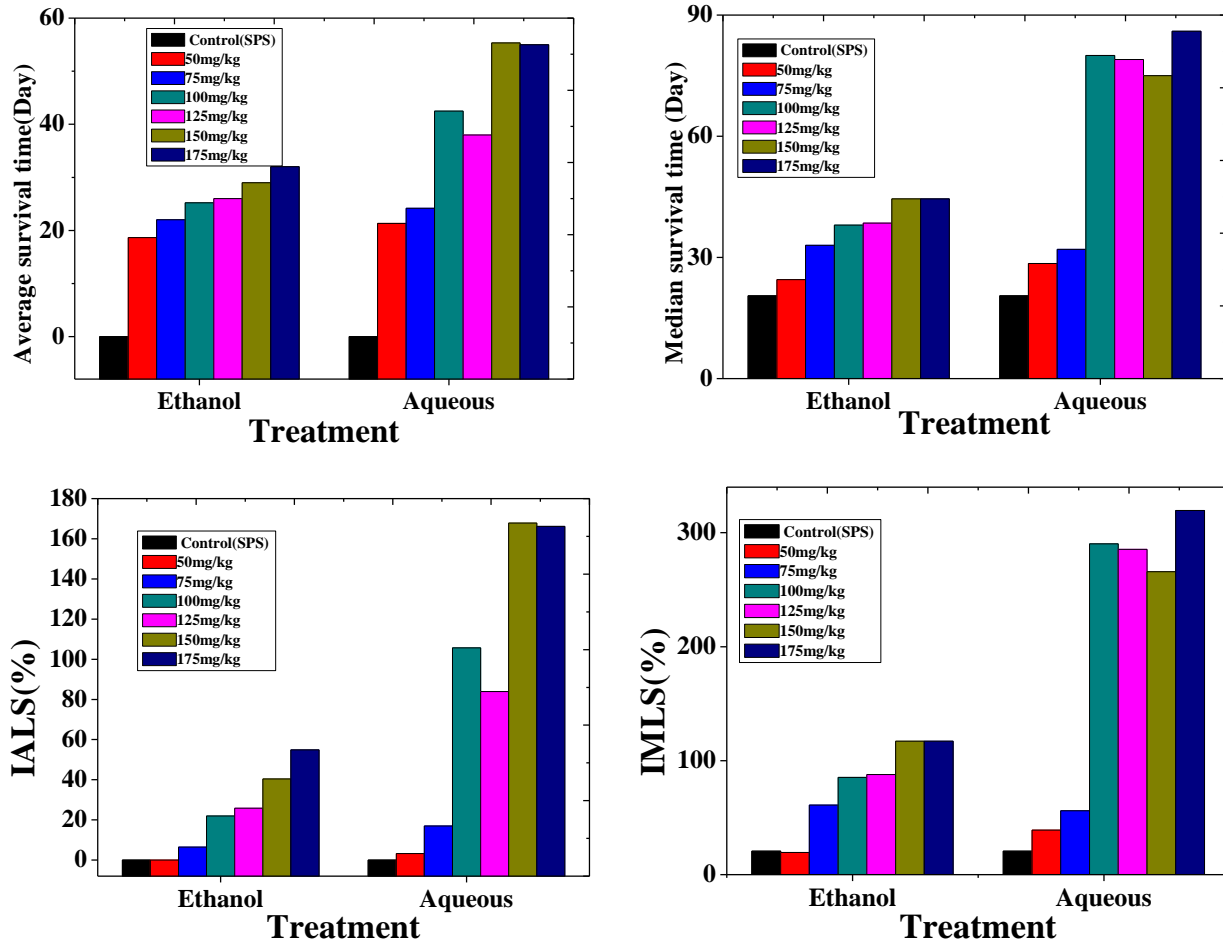 60
40
20
0
Average survival time(Day)
Control(SPS)
50mg/kg
75mg/kg
100mg/kg
125mg/kg
150mg/kg
175mg/kg
Ethanol Aqueous
Treatment
90
60
30
0
Median survival time (Day)
Control(SPS)
50mg/kg
75mg/kg
100mg/kg
125mg/kg
150mg/kg
175mg/kg
Ethanol Aqueous
Treatment
180
160
140
120
100
80
60
40
20
0
IALS(%)
Control(SPS)
50mg/kg
75mg/kg
100mg/kg
125mg/kg
150mg/kg
175mg/kg
Ethanol Aqueous
Treatment
300
200
100
0
IMLS(%)
Control(SPS)
50mg/kg
75mg/kg
100mg/kg
125mg/kg
150mg/kg
175mg/kg
Ethanol Aqueous
Treatment